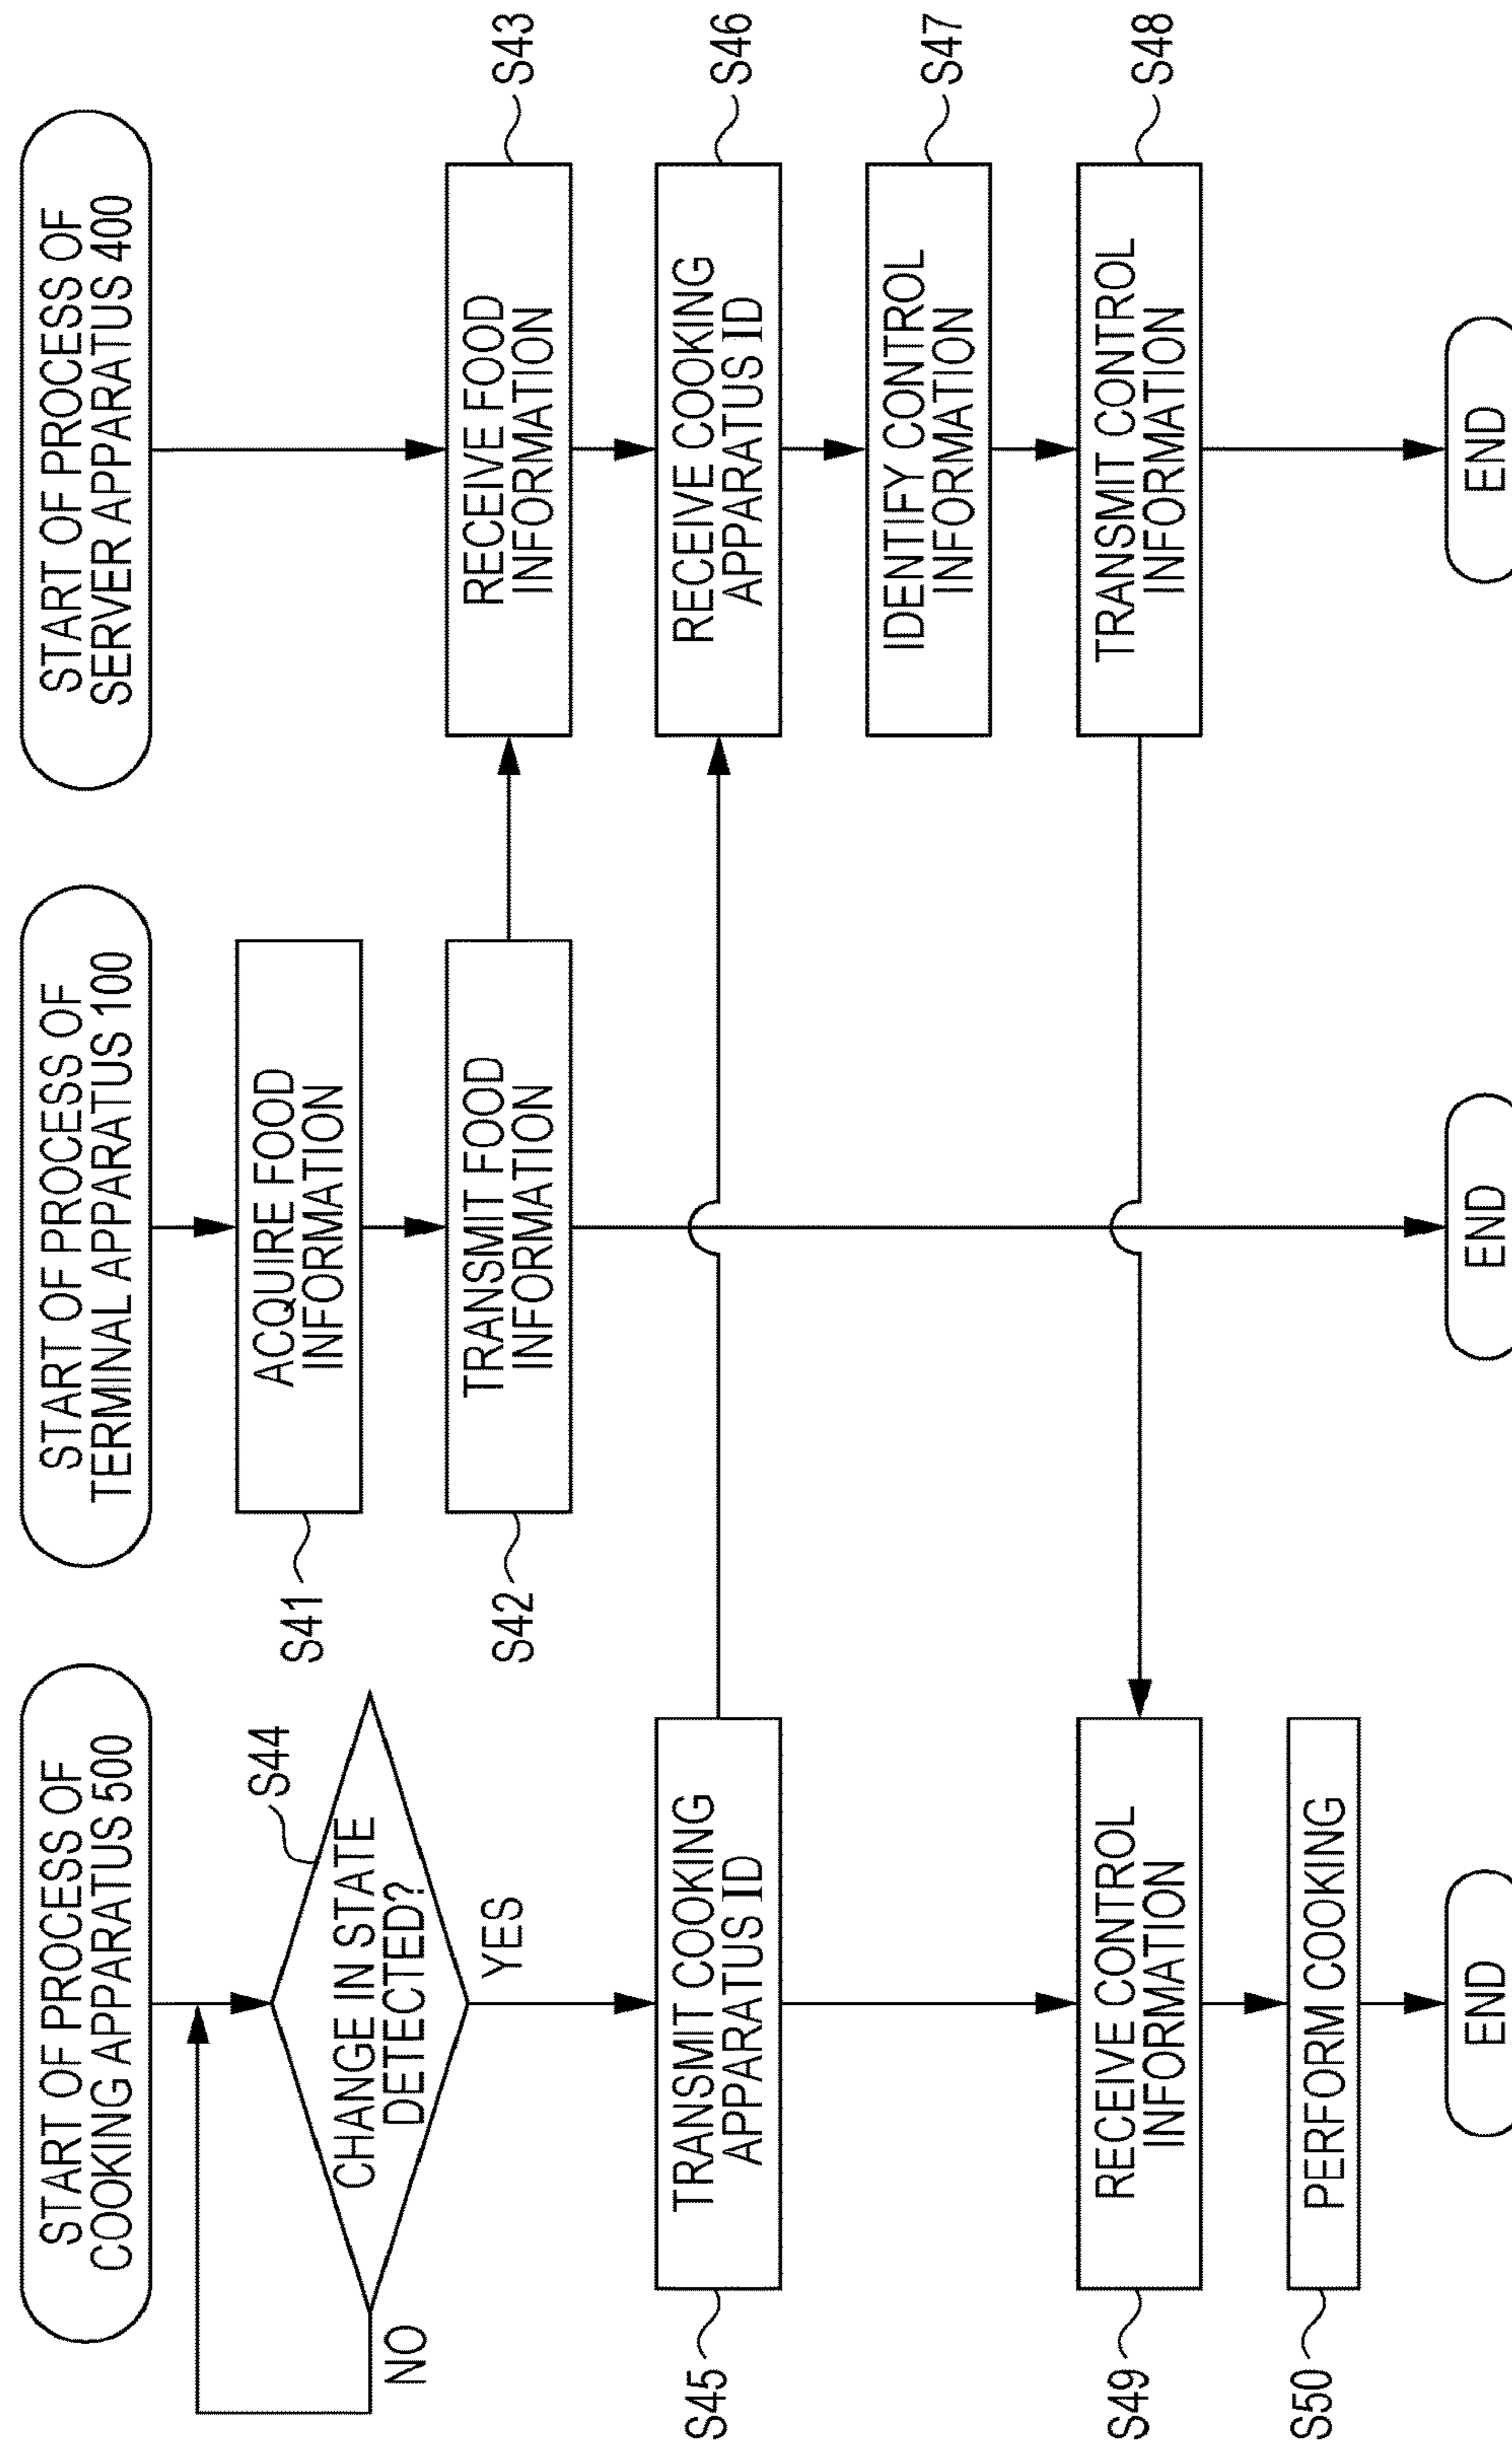 START OF PROCESS OF
COOKING APPARATUS 500
S44
CHANGE IN STATE
DETECTED?
NO
YES
S45
TRANSMIT COOKING
APPARATUS ID
S49
RECEIVE CONTROL
INFORMATION
S50
PERFORM COOKING
END
START OF PROCESS OF
TERMINAL APPARATUS 100
S41
ACQUIRE FOOD
INFORMATION
S42
TRANSMIT FOOD
INFORMATION
END
START OF PROCESS OF
SERVER APPARATUS 400
RECEIVE FOOD
INFORMATION
S43
RECEIVE COOKING
APPARATUS ID
S46
IDENTIFY CONTROL
INFORMATION
S47
TRANSMIT CONTROL
INFORMATION
S48
END